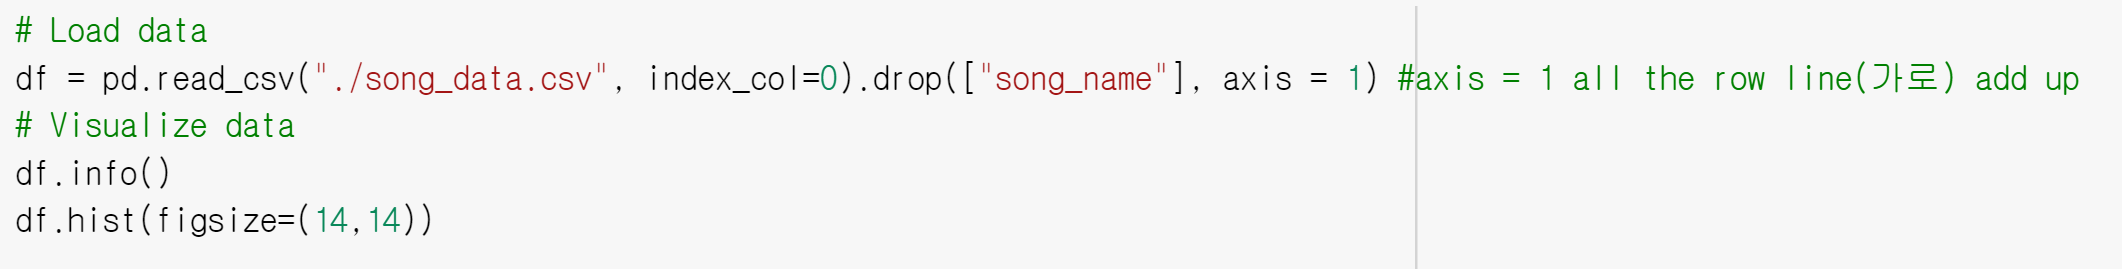 # Load data
df = pd.read_csv("./song_data.csv", index_col=0).drop(["song_name"], axis = 1) #axis = 1 all the row line(가로) add up
# Visualize data
df.info()
df.hist(figsize=(14,14))